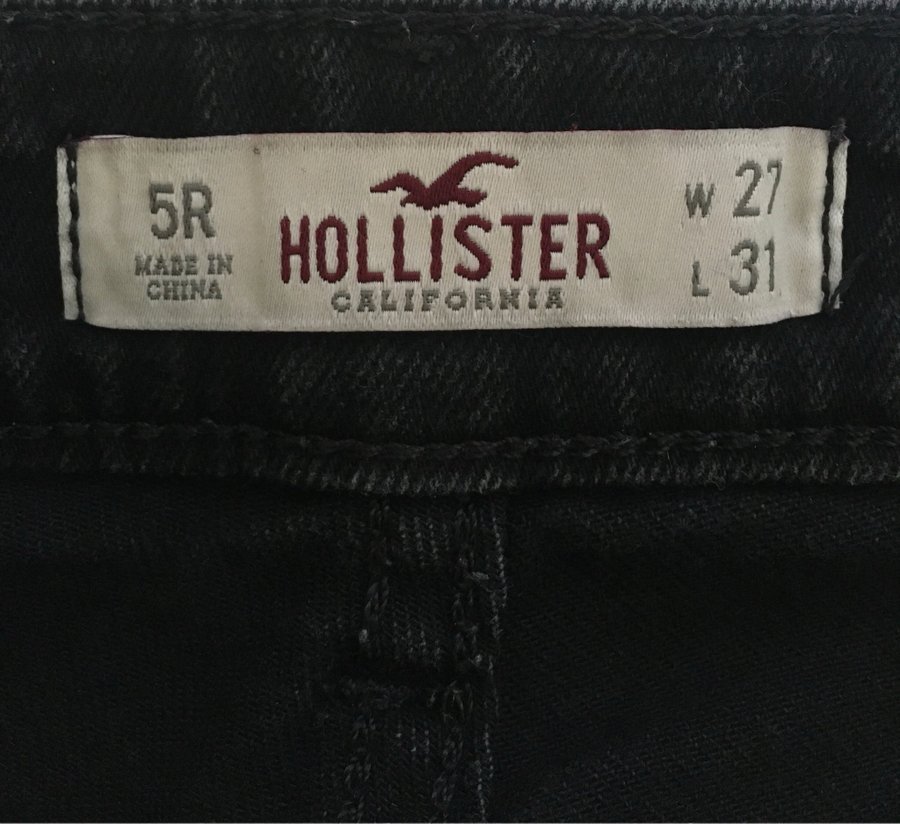 5R
MADE IN
CHINA
HOLLISTER
CALIFORNIA
W 27
L 31